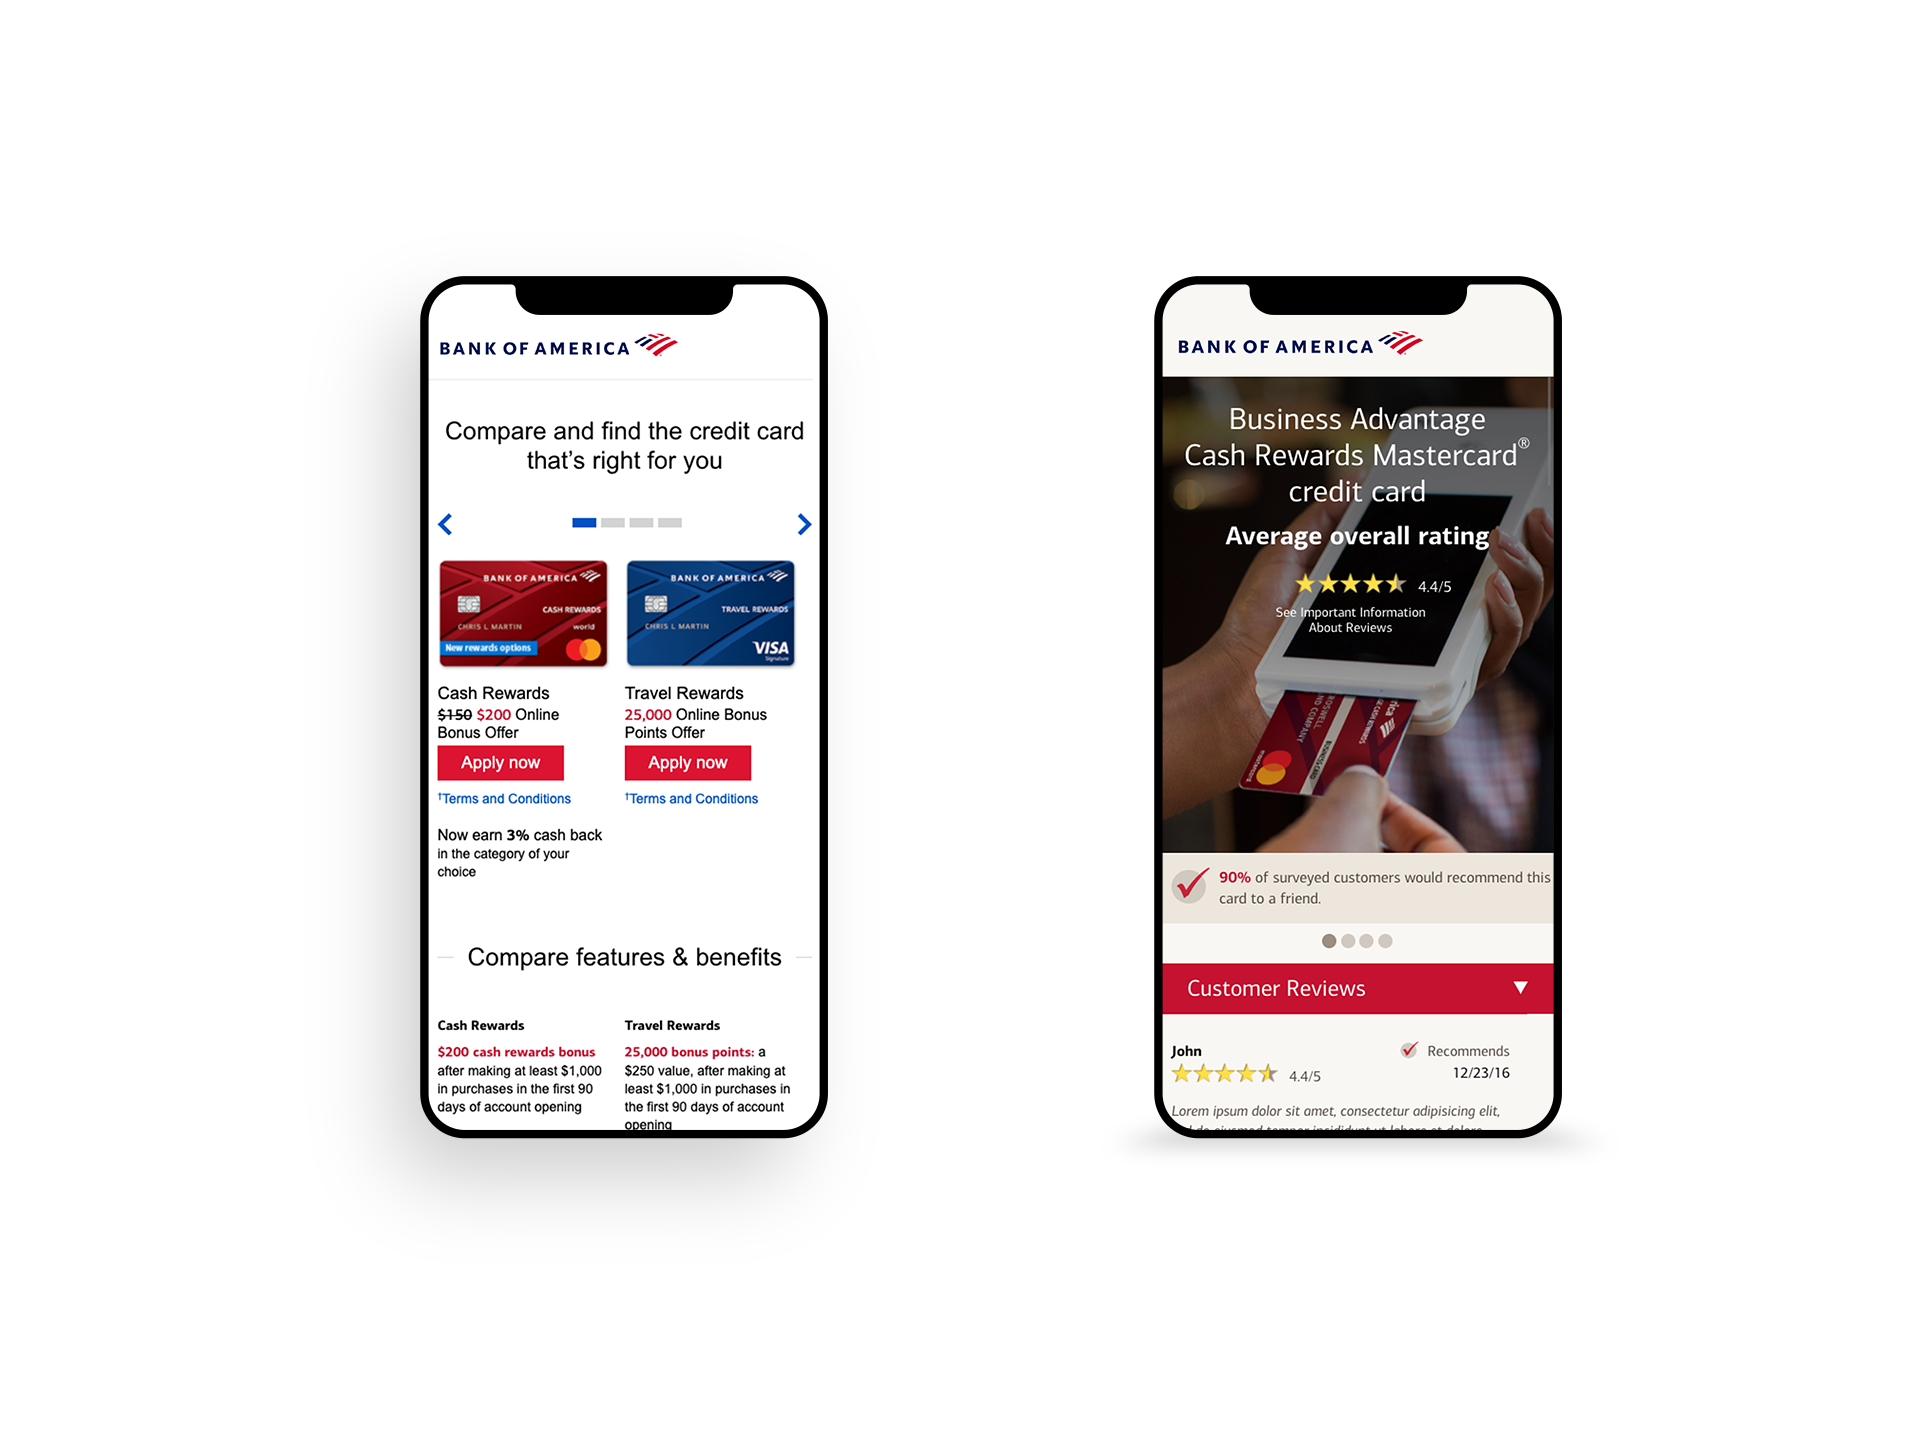 BANK OF AMERICA
Compare and find the credit card
that's right for you
BANK OF AMERICA
CASH REWARDS
CHRIS L MARTIN
world
New rewards options
BANK OF AMERICA
TRAVEL REWARDS
CHRIS L MARTIN
VISA
Signature
Cash Rewards
$150 $200 Online
Bonus Offer
Apply now
†Terms and Conditions
Now earn 3% cash back
in the category of your
choice
Travel Rewards
25,000 Online Bonus
Points Offer
Apply now
†Terms and Conditions
Compare features & benefits
Cash Rewards
$200 cash rewards bonus
after making at least $1,000
in purchases in the first 90
days of account opening
Travel Rewards
25,000 bonus points: a
$250 value, after making at
least $1,000 in purchases in
the first 90 days of account
opening
BANK OF AMERICA
Business Advantage
Cash Rewards Mastercard®
credit card
Average overall rating
4.4/5
See Important Information
About Reviews
BUSINESS CARD
mastercard
90% of surveyed customers would recommend this
card to a friend.
Customer Reviews
John
Recommends
4.4/5
12/23/16
Lorem ipsum dolor sit amet, consectetur adipisicing elit,